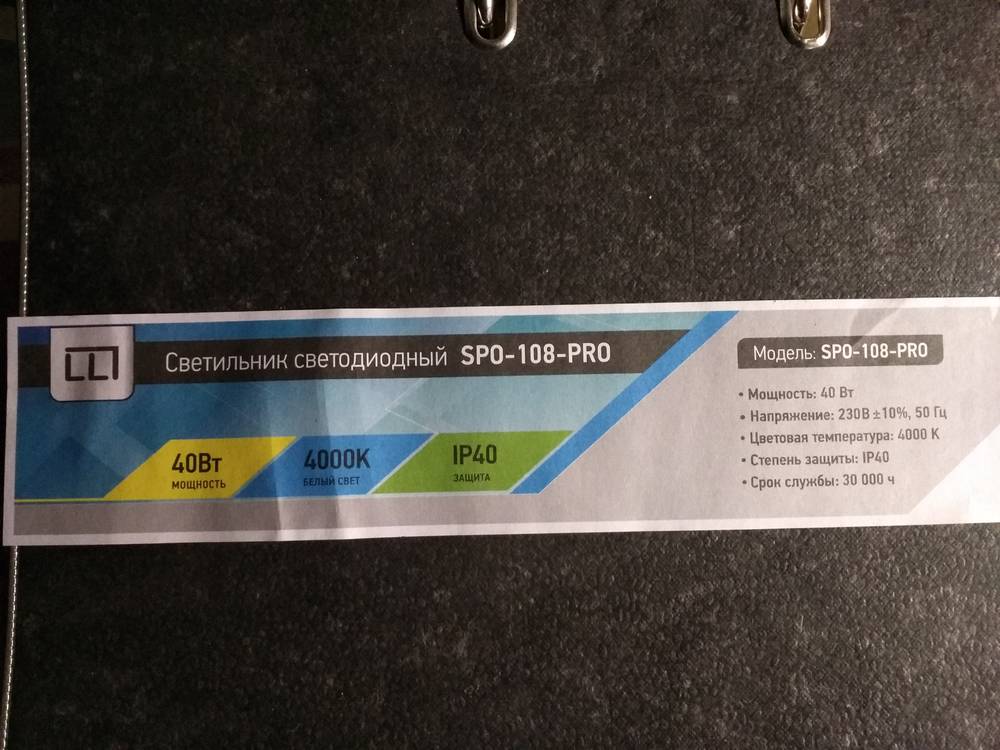 Светильник светодиодный SPO-108-PRO
40Вт
МОЩНОСТЬ
4000К
БЕЛЫЙ СВЕТ
IP40
ЗАЩИТА
Модель: SPO-108-PRO
• Мощность: 40 Вт
• Напряжение: 230В ±10%, 50 Гц
• Цветовая температура: 4000 К
• Степень защиты: IP40
• Срок службы: 30 000 ч